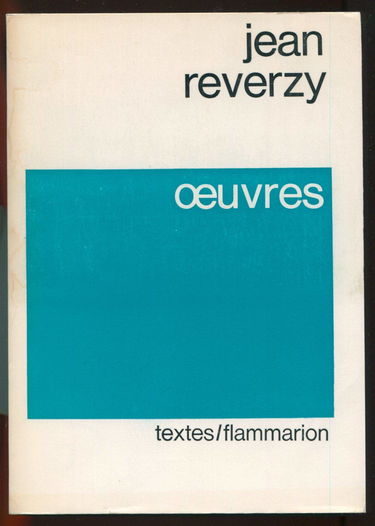 jean
reverzy
œuvres
textes/flammarion